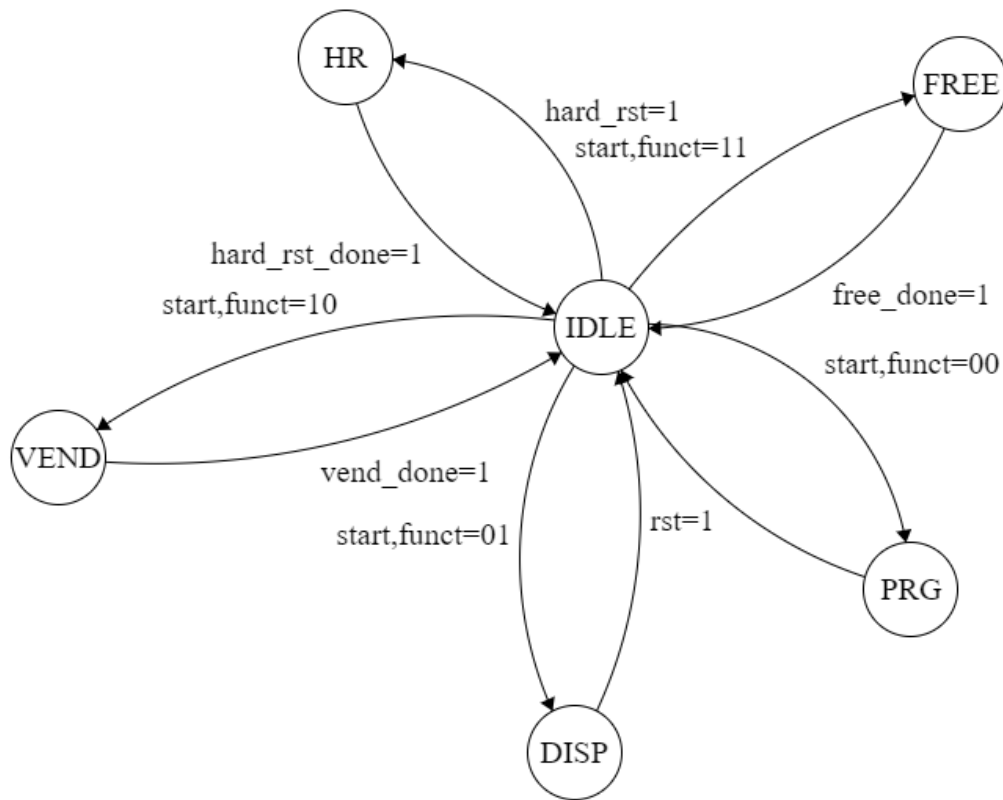 HR
FREE
hard_rst=1
start,funct=11
hard_rst_done=1
start,funct=10
free_done=1
IDLE
start,funct=00
VEND
vend_done=1
start,funct=01
rst=1
PRG
DISP